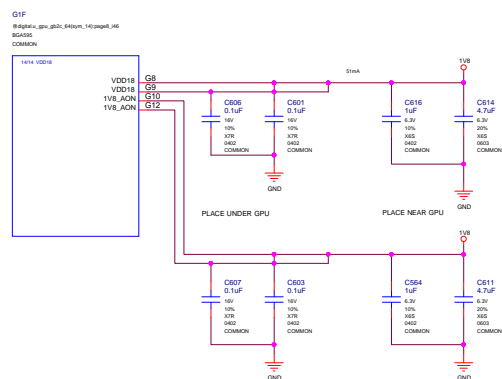 G1F
@digital.u_gpu_gb2c_64(sym_14):page8_i46
BGA595
COMMON
14/14 VDD18
VDD18 G8
VDD18 G9
1V8_AON G10
1V8_AON G12
51mA
1V8
C606
0.1uF
16V
10%
X7R
0402
COMMON
C601
0.1uF
16V
10%
X7R
0402
COMMON
C616
1uF
6.3V
10%
X6S
0402
COMMON
C614
4.7uF
6.3V
20%
X6S
0603
COMMON
GND
GND
PLACE UNDER GPU
PLACE NEAR GPU
1V8
C607
0.1uF
16V
10%
X7R
0402
COMMON
C603
0.1uF
16V
10%
X7R
0402
COMMON
C564
1uF
6.3V
10%
X6S
0402
COMMON
C611
4.7uF
6.3V
20%
X6S
0603
COMMON
GND
GND